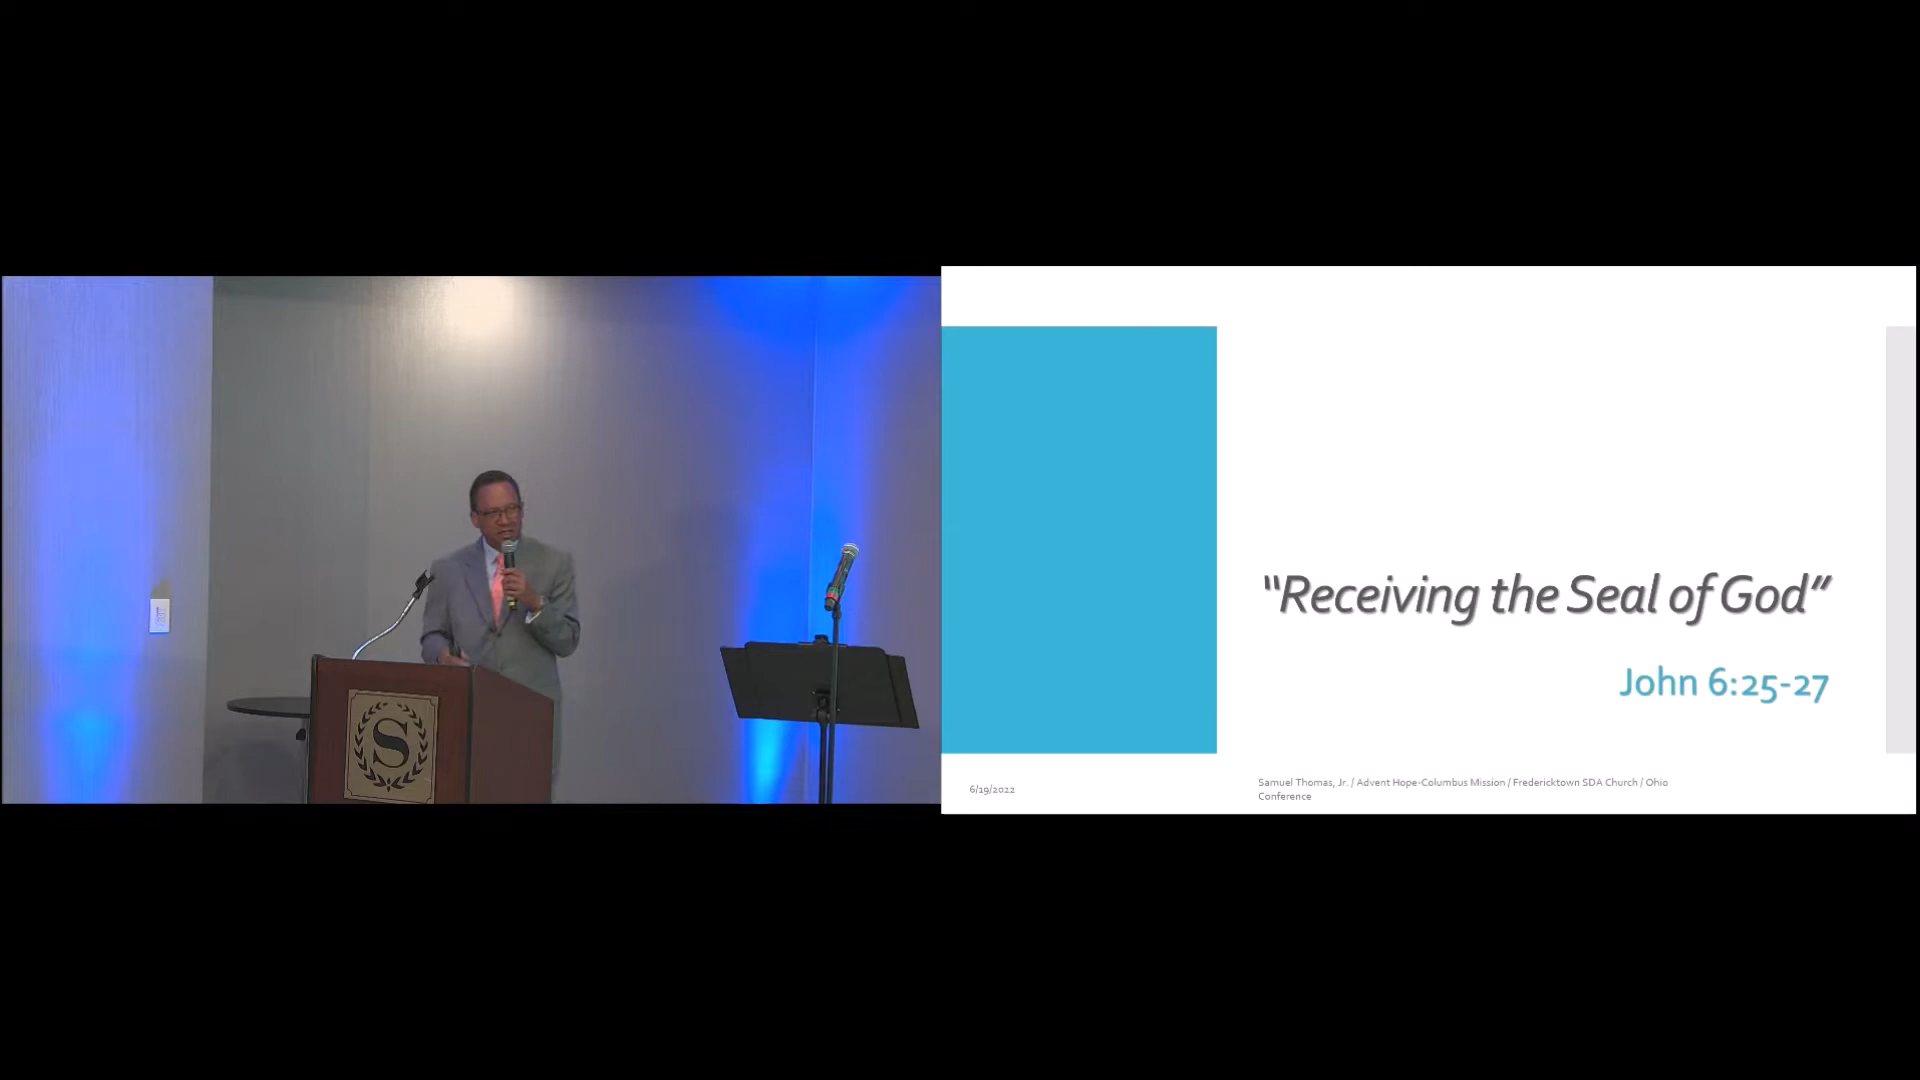 S
“Receiving the Seal of God”
John 6:25-27
6/19/2022
Samuel Thomas, Jr. / Advent Hope-Columbus Mission / Fredericktown SDA Church / Ohio
Conference